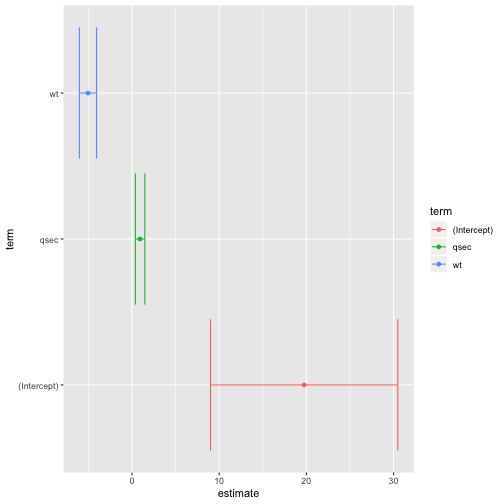 wt
qsec
(Intercept)
term
0
10
20
30
estimate
term
(Intercept)
qsec
wt